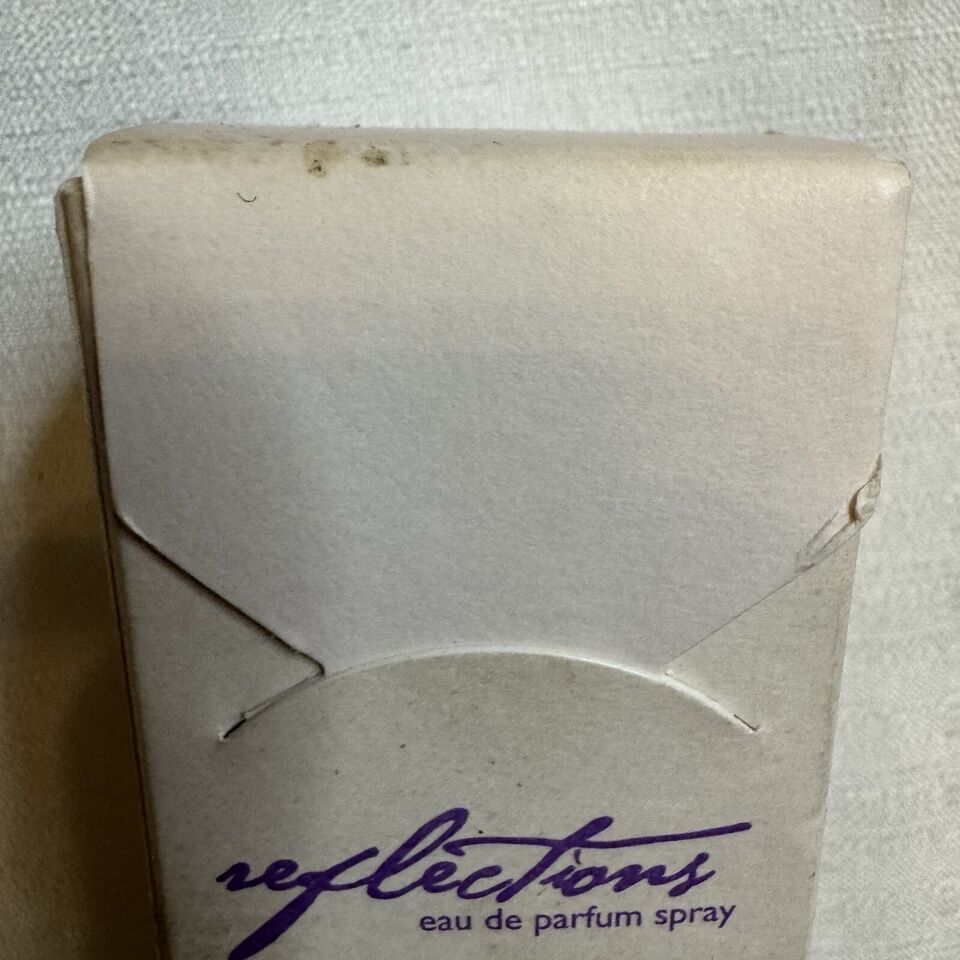 reflections
eau de parfum spray